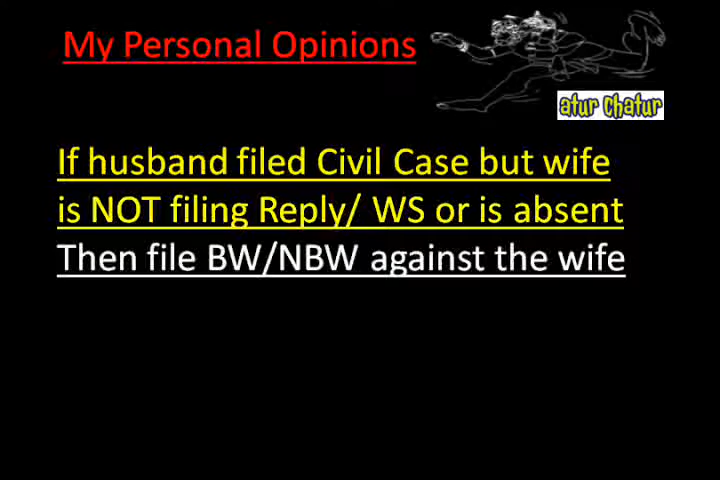 My Personal Opinions
atur chatur
If husband filed Civil Case but wife
is NOT filing Reply/ WS or is absent
Then file BW/NBW against the wife